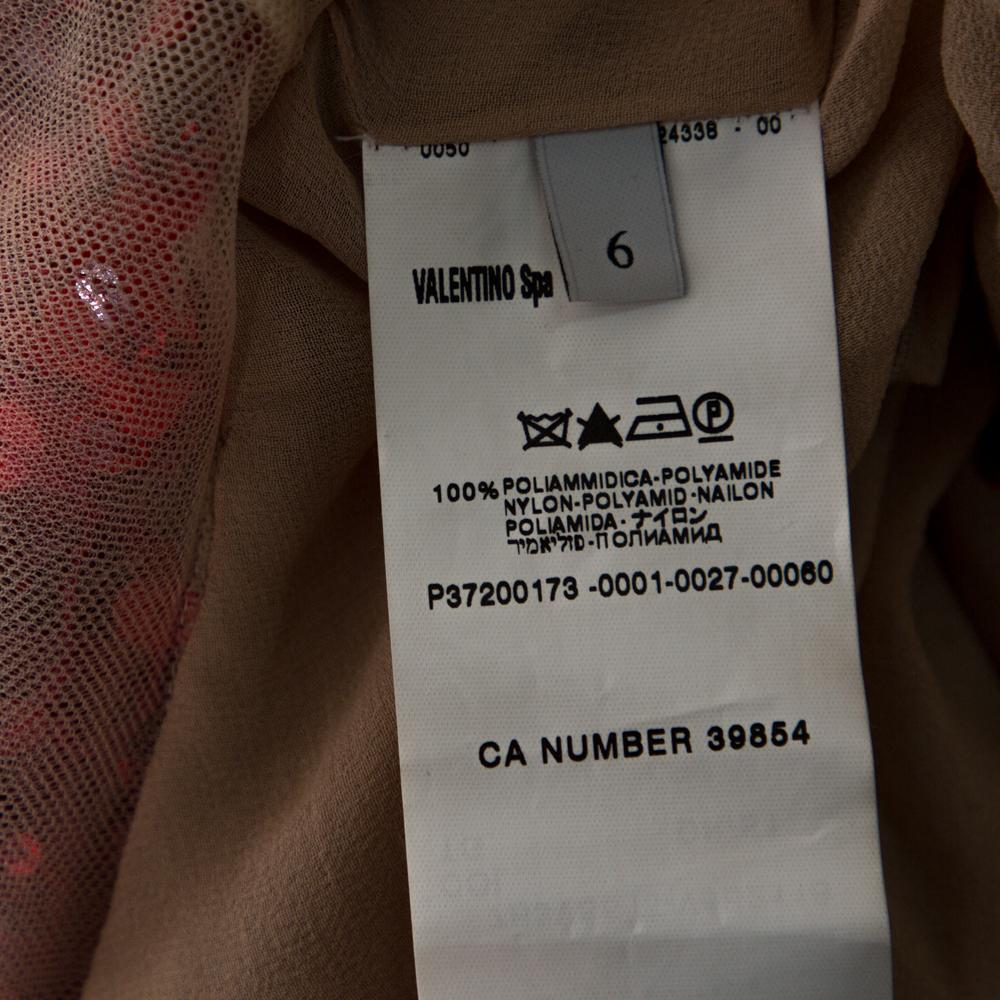 0050
24338 - 00
6
VALENTINO Spa
100% POLIAMMIDICA-POLYAMIDE
NYLON-POLYAMID-NAILON
POLIAMIDA-ナイロン
פוליאמיד-ПОЛИАМИД
P37200173 -0001-0027-00060
CA NUMBER 39854